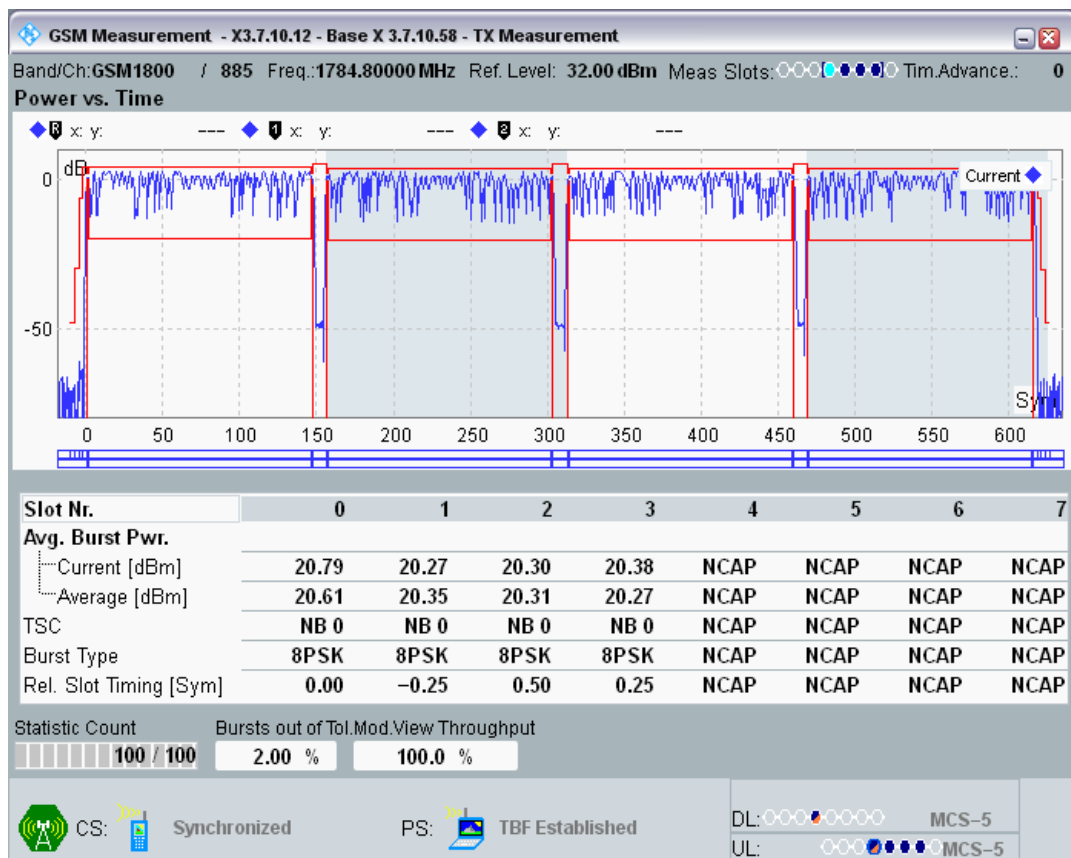 GSM Measurement - X3.7.10.12 - Base X 3.7.10.58 - TX Measurement
Band/Ch:GSM1800 / 885 Freq.:1784.80000 MHz Ref. Level: 32.00 dBm Meas Slots: Tim.Advance.: 0
Power vs. Time
R x: y: --- 1 x: y: --- 2 x: y: ---
dB
Current
0
-50
Sym
0 50 100 150 200 250 300 350 400 450 500 550 600
Slot Nr. 0 1 2 3 4 5 6 7
Avg. Burst Pwr.
Current [dBm] 20.79 20.27 20.30 20.38 NCAP NCAP NCAP NCAP
Average [dBm] 20.61 20.35 20.31 20.27 NCAP NCAP NCAP NCAP
TSC NB 0 NB 0 NB 0 NB 0 NCAP NCAP NCAP NCAP
Burst Type 8PSK 8PSK 8PSK 8PSK NCAP NCAP NCAP NCAP
Rel. Slot Timing [Sym] 0.00 −0.25 0.50 0.25 NCAP NCAP NCAP NCAP
Statistic Count Bursts out of Tol.Mod.View Throughput
100 / 100 2.00 % 100.0 %
CS: Synchronized PS: TBF Established DL: MCS−5
UL: MCS−5